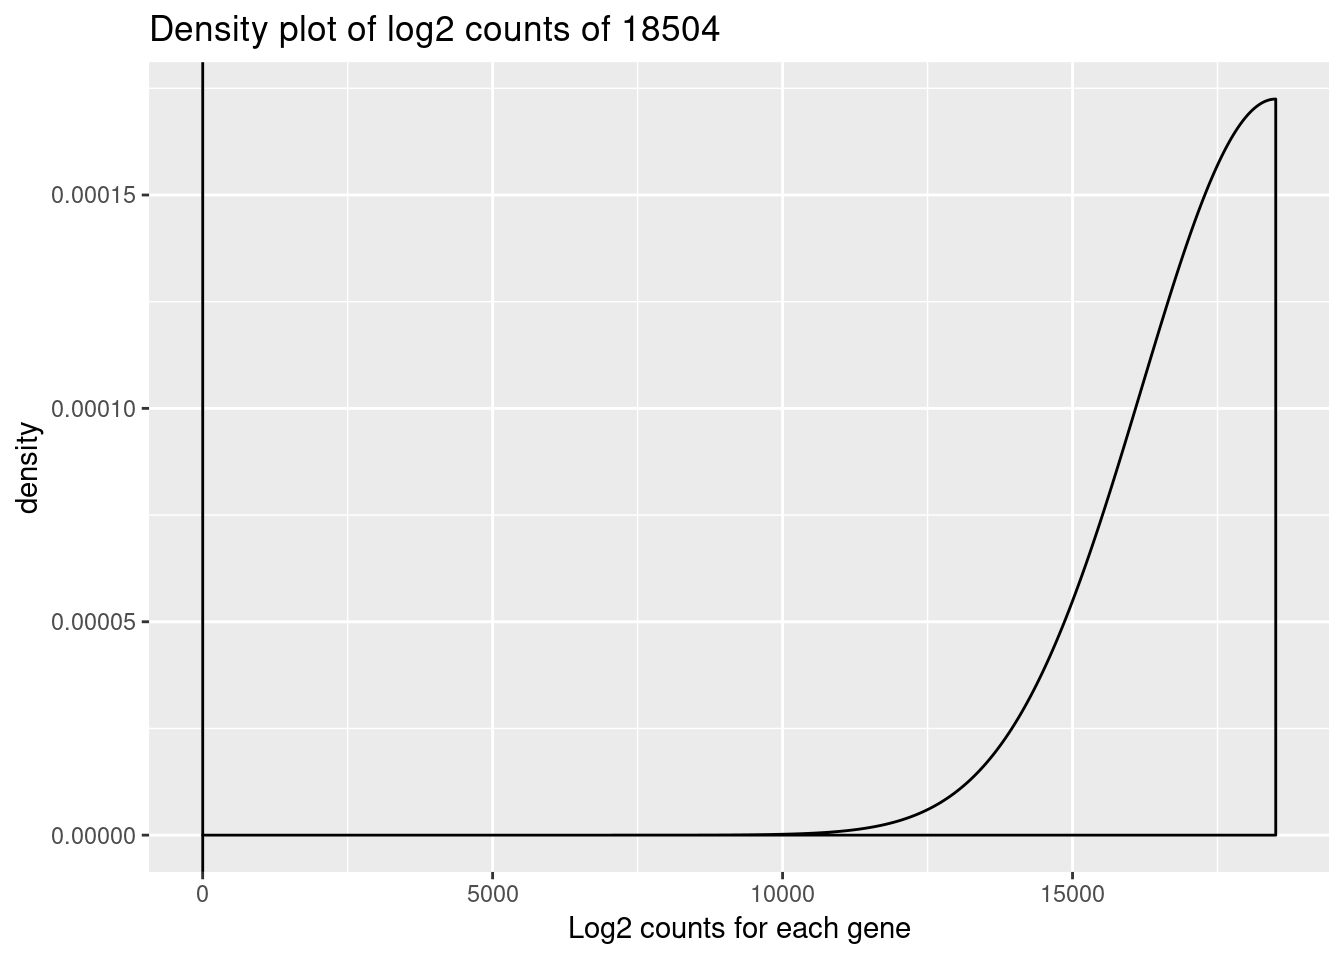 Density plot of log2 counts of 18504
0.00015
0.00010
0.00005
0.00000
density
0 5000 10000 15000
Log2 counts for each gene